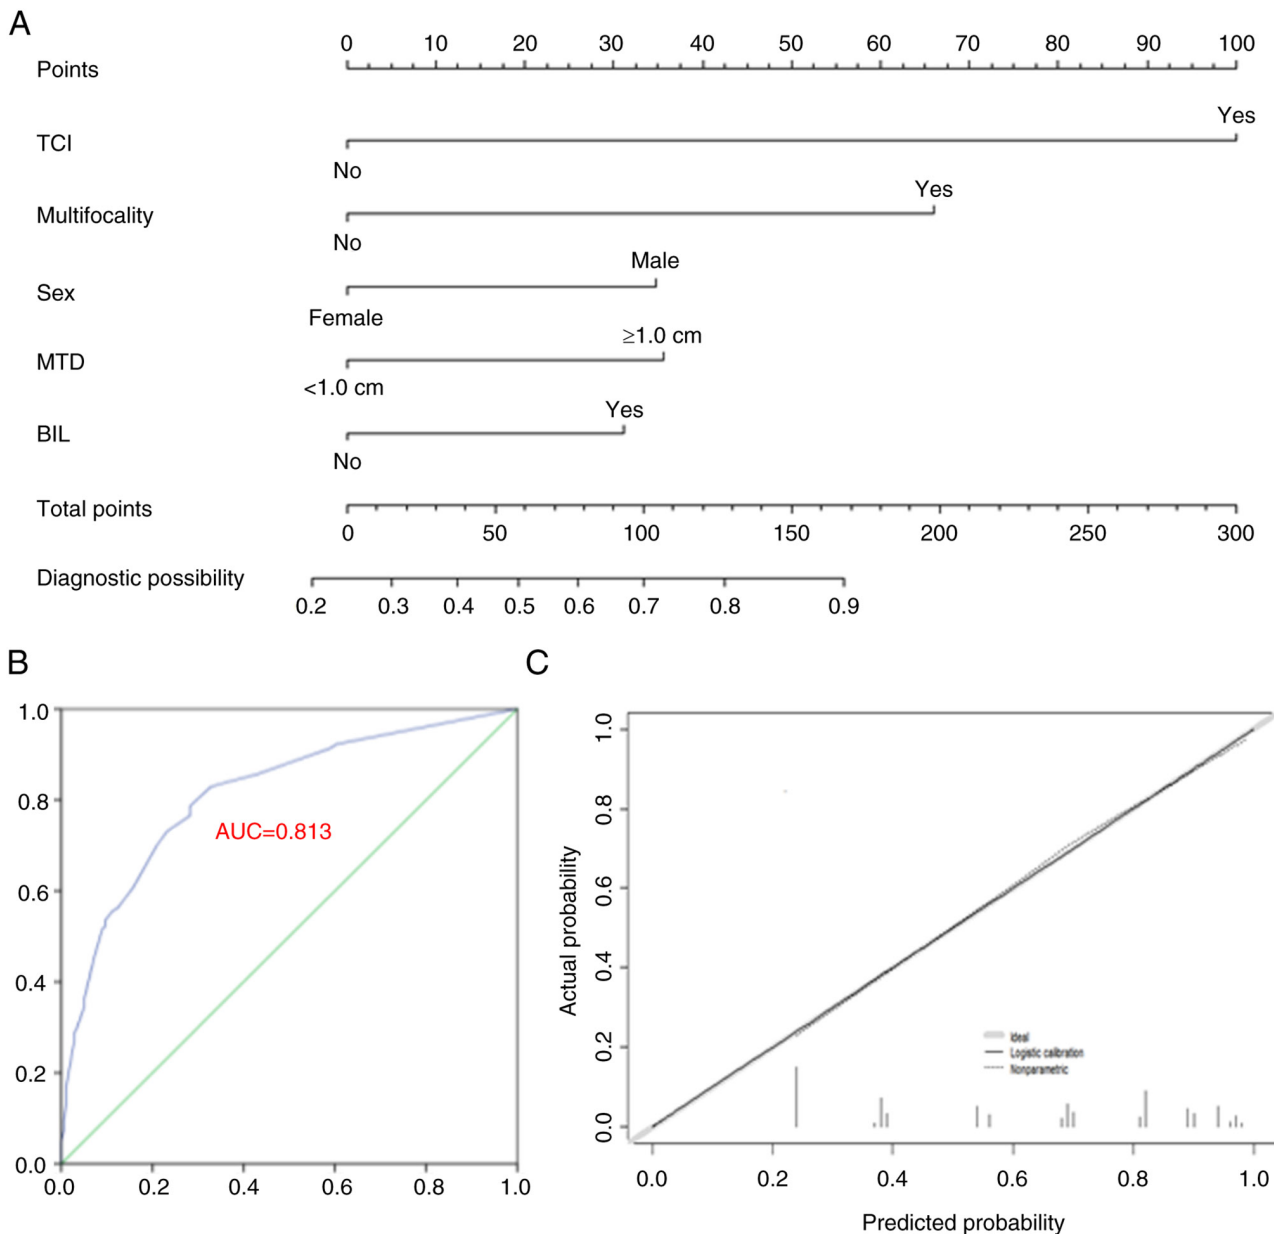 A
0 10 20 30 40 50 60 70 80 90 100
Points
Yes
TCI
No
Yes
Multifocality
No
Male
Sex
Female
≥1.0 cm
MTD
<1.0 cm
Yes
BIL
No
Total points
0 50 100 150 200 250 300
Diagnostic possibility
0.2 0.3 0.4 0.5 0.6 0.7 0.8 0.9
B
1.0
0.8
AUC=0.813
0.6
0.4
0.2
0.0
0.0 0.2 0.4 0.6 0.8 1.0
C
1.0
0.8
0.6
0.4
0.2
0.0
Actual probability
Ideal
Logistic calibration
Nonparametric
0.0 0.2 0.4 0.6 0.8 1.0
Predicted probability